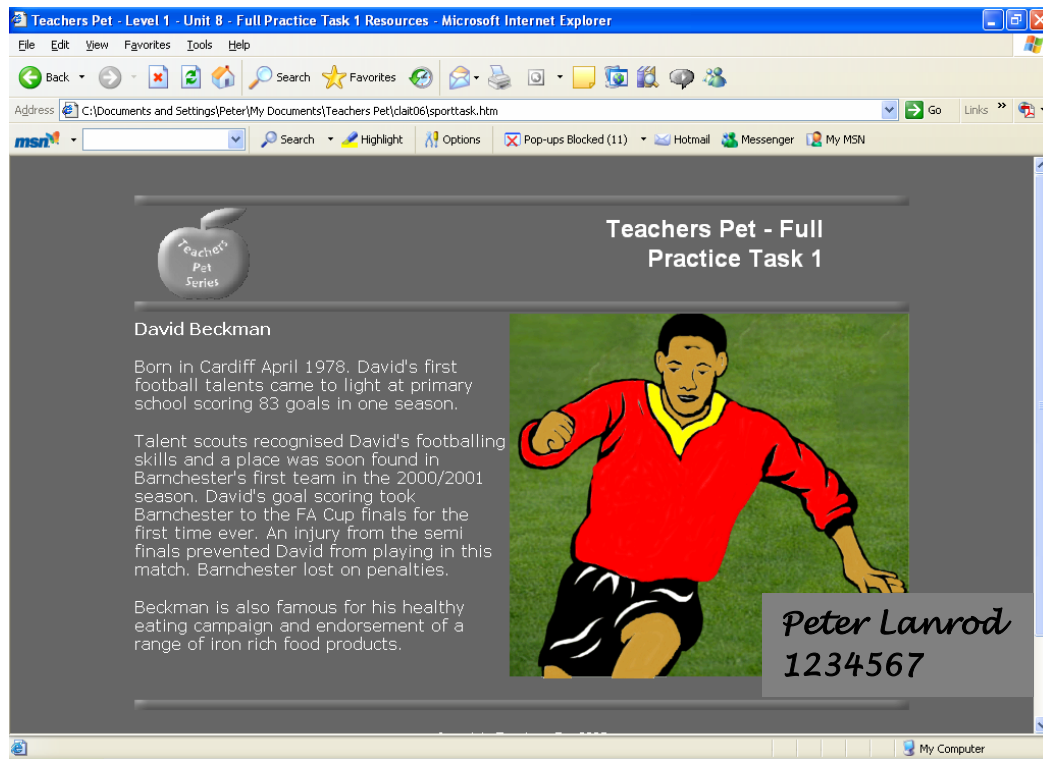 Teachers Pet - Level 1 - Unit 8 - Full Practice Task 1 Resources - Microsoft Internet Explorer
File Edit View Favorites Tools Help
Back Search Favorites
Address C:\Documents and Settings\Peter\My Documents\Teachers Pet\clait06\sporttask.htm Go Links »
msn Search Highlight Options Pop-ups Blocked (11) Hotmail Messenger My MSN
Teachers
Pet
Series
Teachers Pet - Full
Practice Task 1
David Beckman
Born in Cardiff April 1978. David's first
football talents came to light at primary
school scoring 83 goals in one season.
Talent scouts recognised David's footballing
skills and a place was soon found in
Barnchester's first team in the 2000/2001
season. David's goal scoring took
Barnchester to the FA Cup finals for the
first time ever. An injury from the semi
finals prevented David from playing in this
match. Barnchester lost on penalties.
Beckman is also famous for his healthy
eating campaign and endorsement of a
range of iron rich food products.
Peter Lanrod
1234567
My Computer